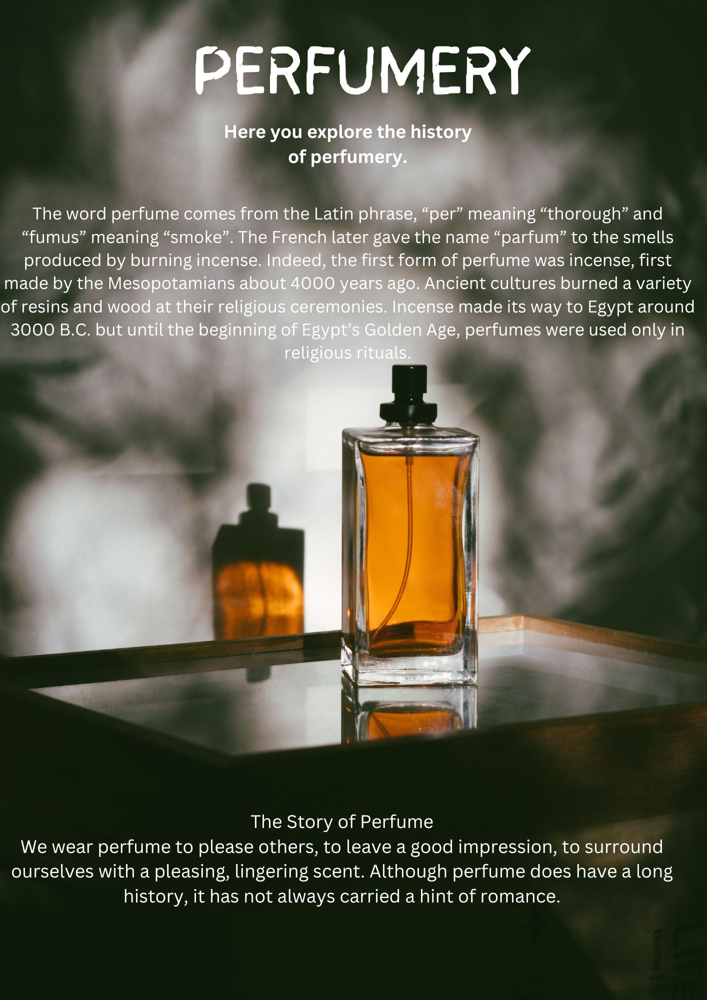 PERFUMERY
Here you explore the history
of perfumery.
The word perfume comes from the Latin phrase, “per” meaning “thorough” and
“fumus” meaning “smoke”. The French later gave the name “parfum” to the smells
produced by burning incense. Indeed, the first form of perfume was incense, first
made by the Mesopotamians about 4000 years ago. Ancient cultures burned a variety
of resins and wood at their religious ceremonies. Incense made its way to Egypt around
3000 B.C. but until the beginning of Egypt’s Golden Age, perfumes were used only in
religious rituals.
The Story of Perfume
We wear perfume to please others, to leave a good impression, to surround
ourselves with a pleasing, lingering scent. Although perfume does have a long
history, it has not always carried a hint of romance.
Home